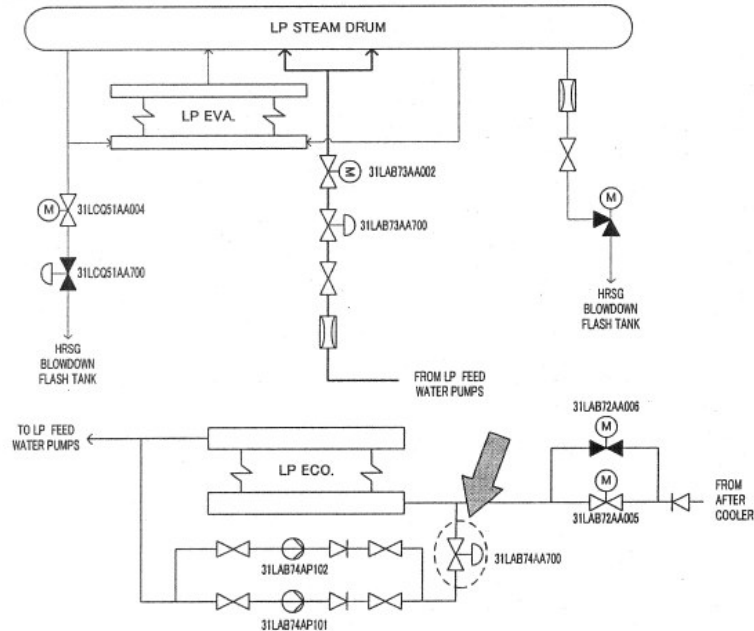 LP STEAM DRUM
LP EVA.
M
31LCQ51AA004
31LCQ51AA700
HRSG
BLOWDOWN
FLASH TANK
M
31LAB73AA002
31LAB73AA700
FROM LP FEED
WATER PUMPS
M
HRSG
BLOWDOWN
FLASH TANK
TO LP FEED
WATER PUMPS
LP ECO.
31LAB72AA006
M
M
31LAB72AA005
FROM
AFTER
COOLER
31LAB74AA700
31LAB74AP102
31LAB74AP101